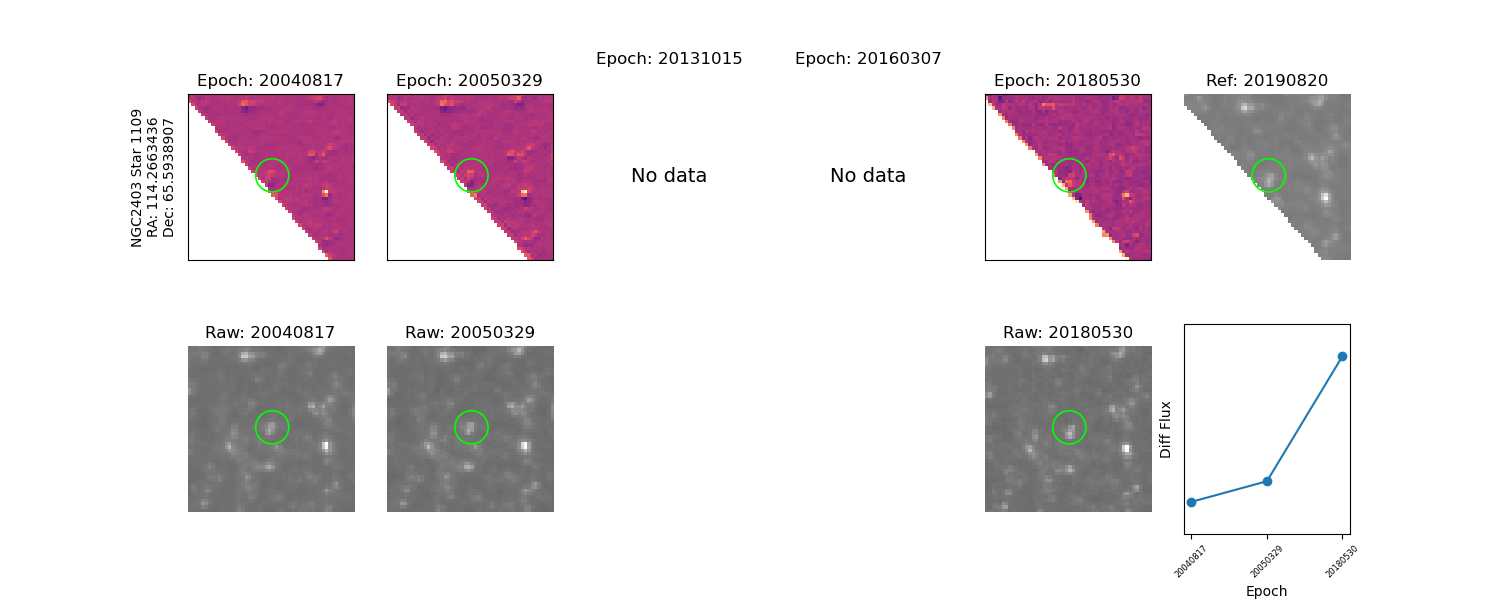 Epoch: 20040817
Epoch: 20050329
Epoch: 20131015
Epoch: 20160307
Epoch: 20180530
Ref: 20190820
NGC2403 Star 1109
RA: 114.2663436
Dec: 65.5938907
No data
No data
Raw: 20040817
Raw: 20050329
Raw: 20180530
Diff Flux
20040817
20050329
20180530
Epoch